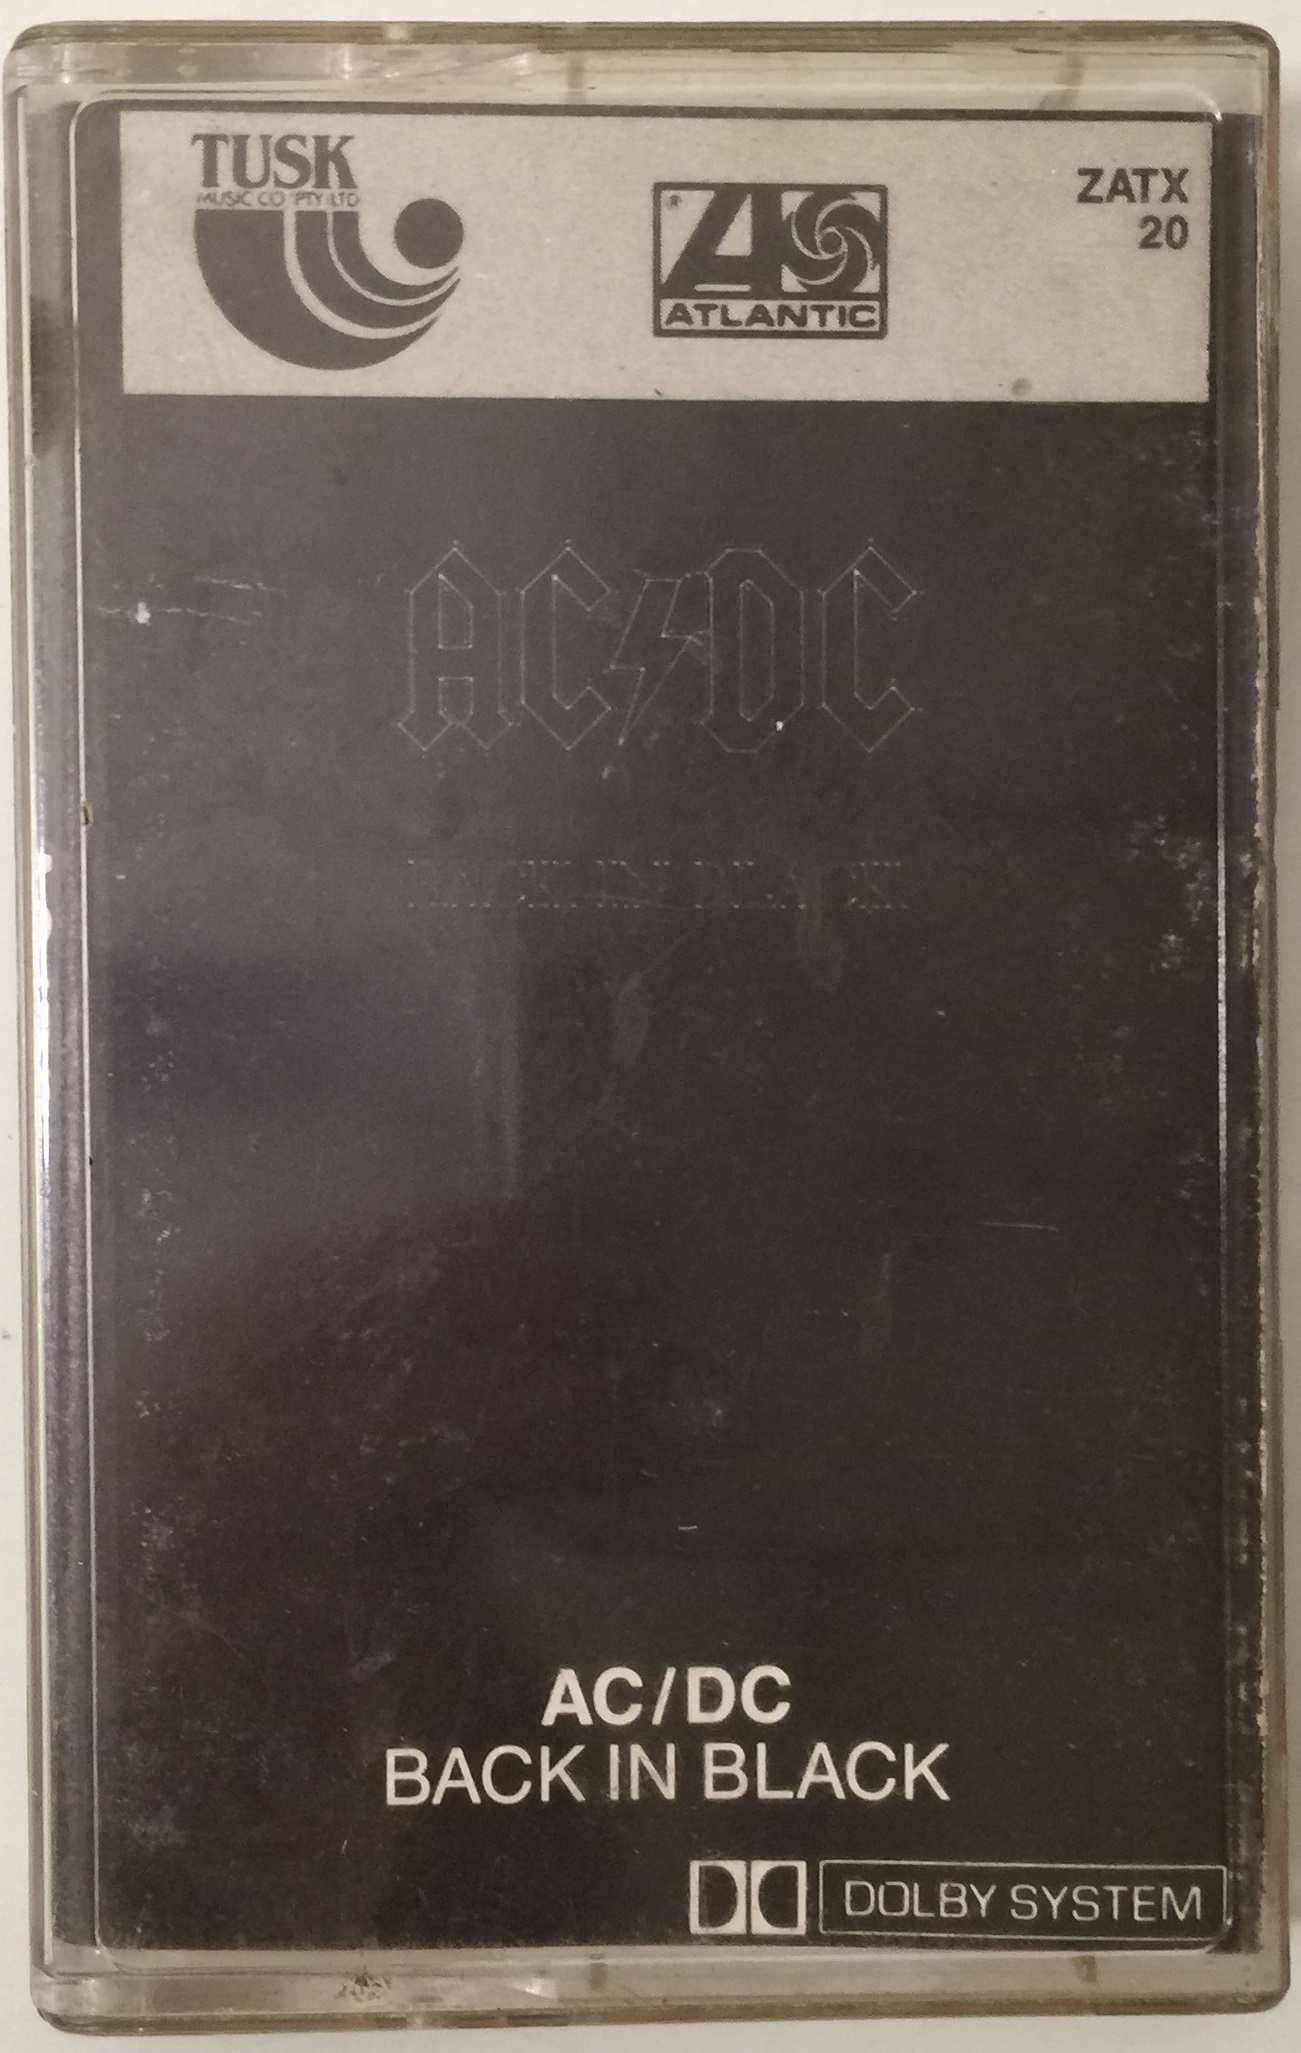 TUSK
MUSIC CO PTY LTD
®
ATLANTIC
ZATX
20
AC/DC
BACK IN BLACK
AC/DC
BACK IN BLACK
DOLBY SYSTEM